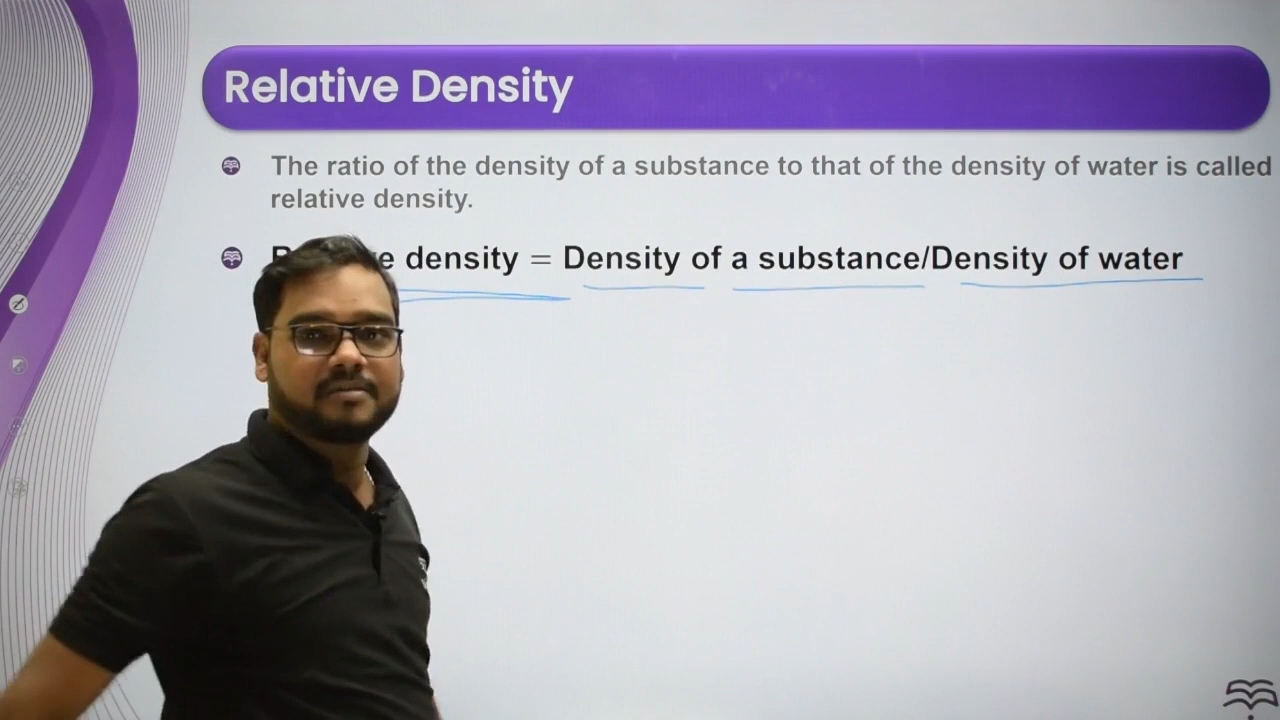 Relative Density
The ratio of the density of a substance to that of the density of water is called
relative density.
density = Density of a substance/Density of water